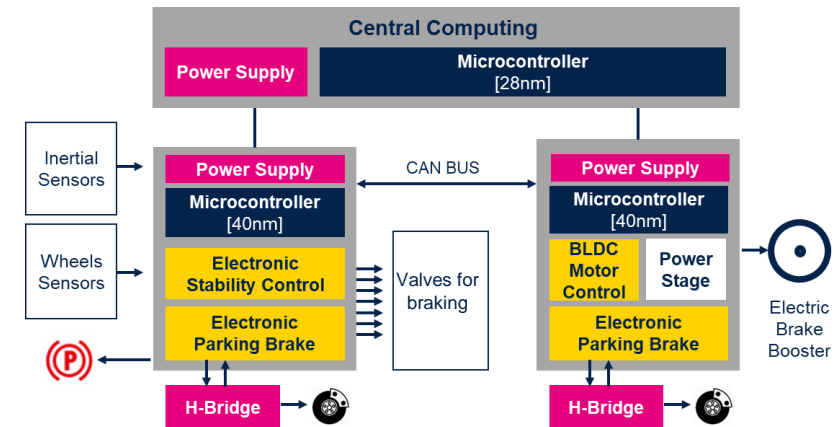 Central Computing
Power Supply
Microcontroller
[28nm]
Inertial
Sensors
Wheels
Sensors
Power Supply
Microcontroller
[40nm]
Electronic
Stability Control
Electronic
Parking Brake
H-Bridge
P
CAN BUS
Valves for
braking
Power Supply
Microcontroller
[40nm]
BLDC
Motor
Control
Power
Stage
Electronic
Parking Brake
H-Bridge
Electric
Brake
Booster